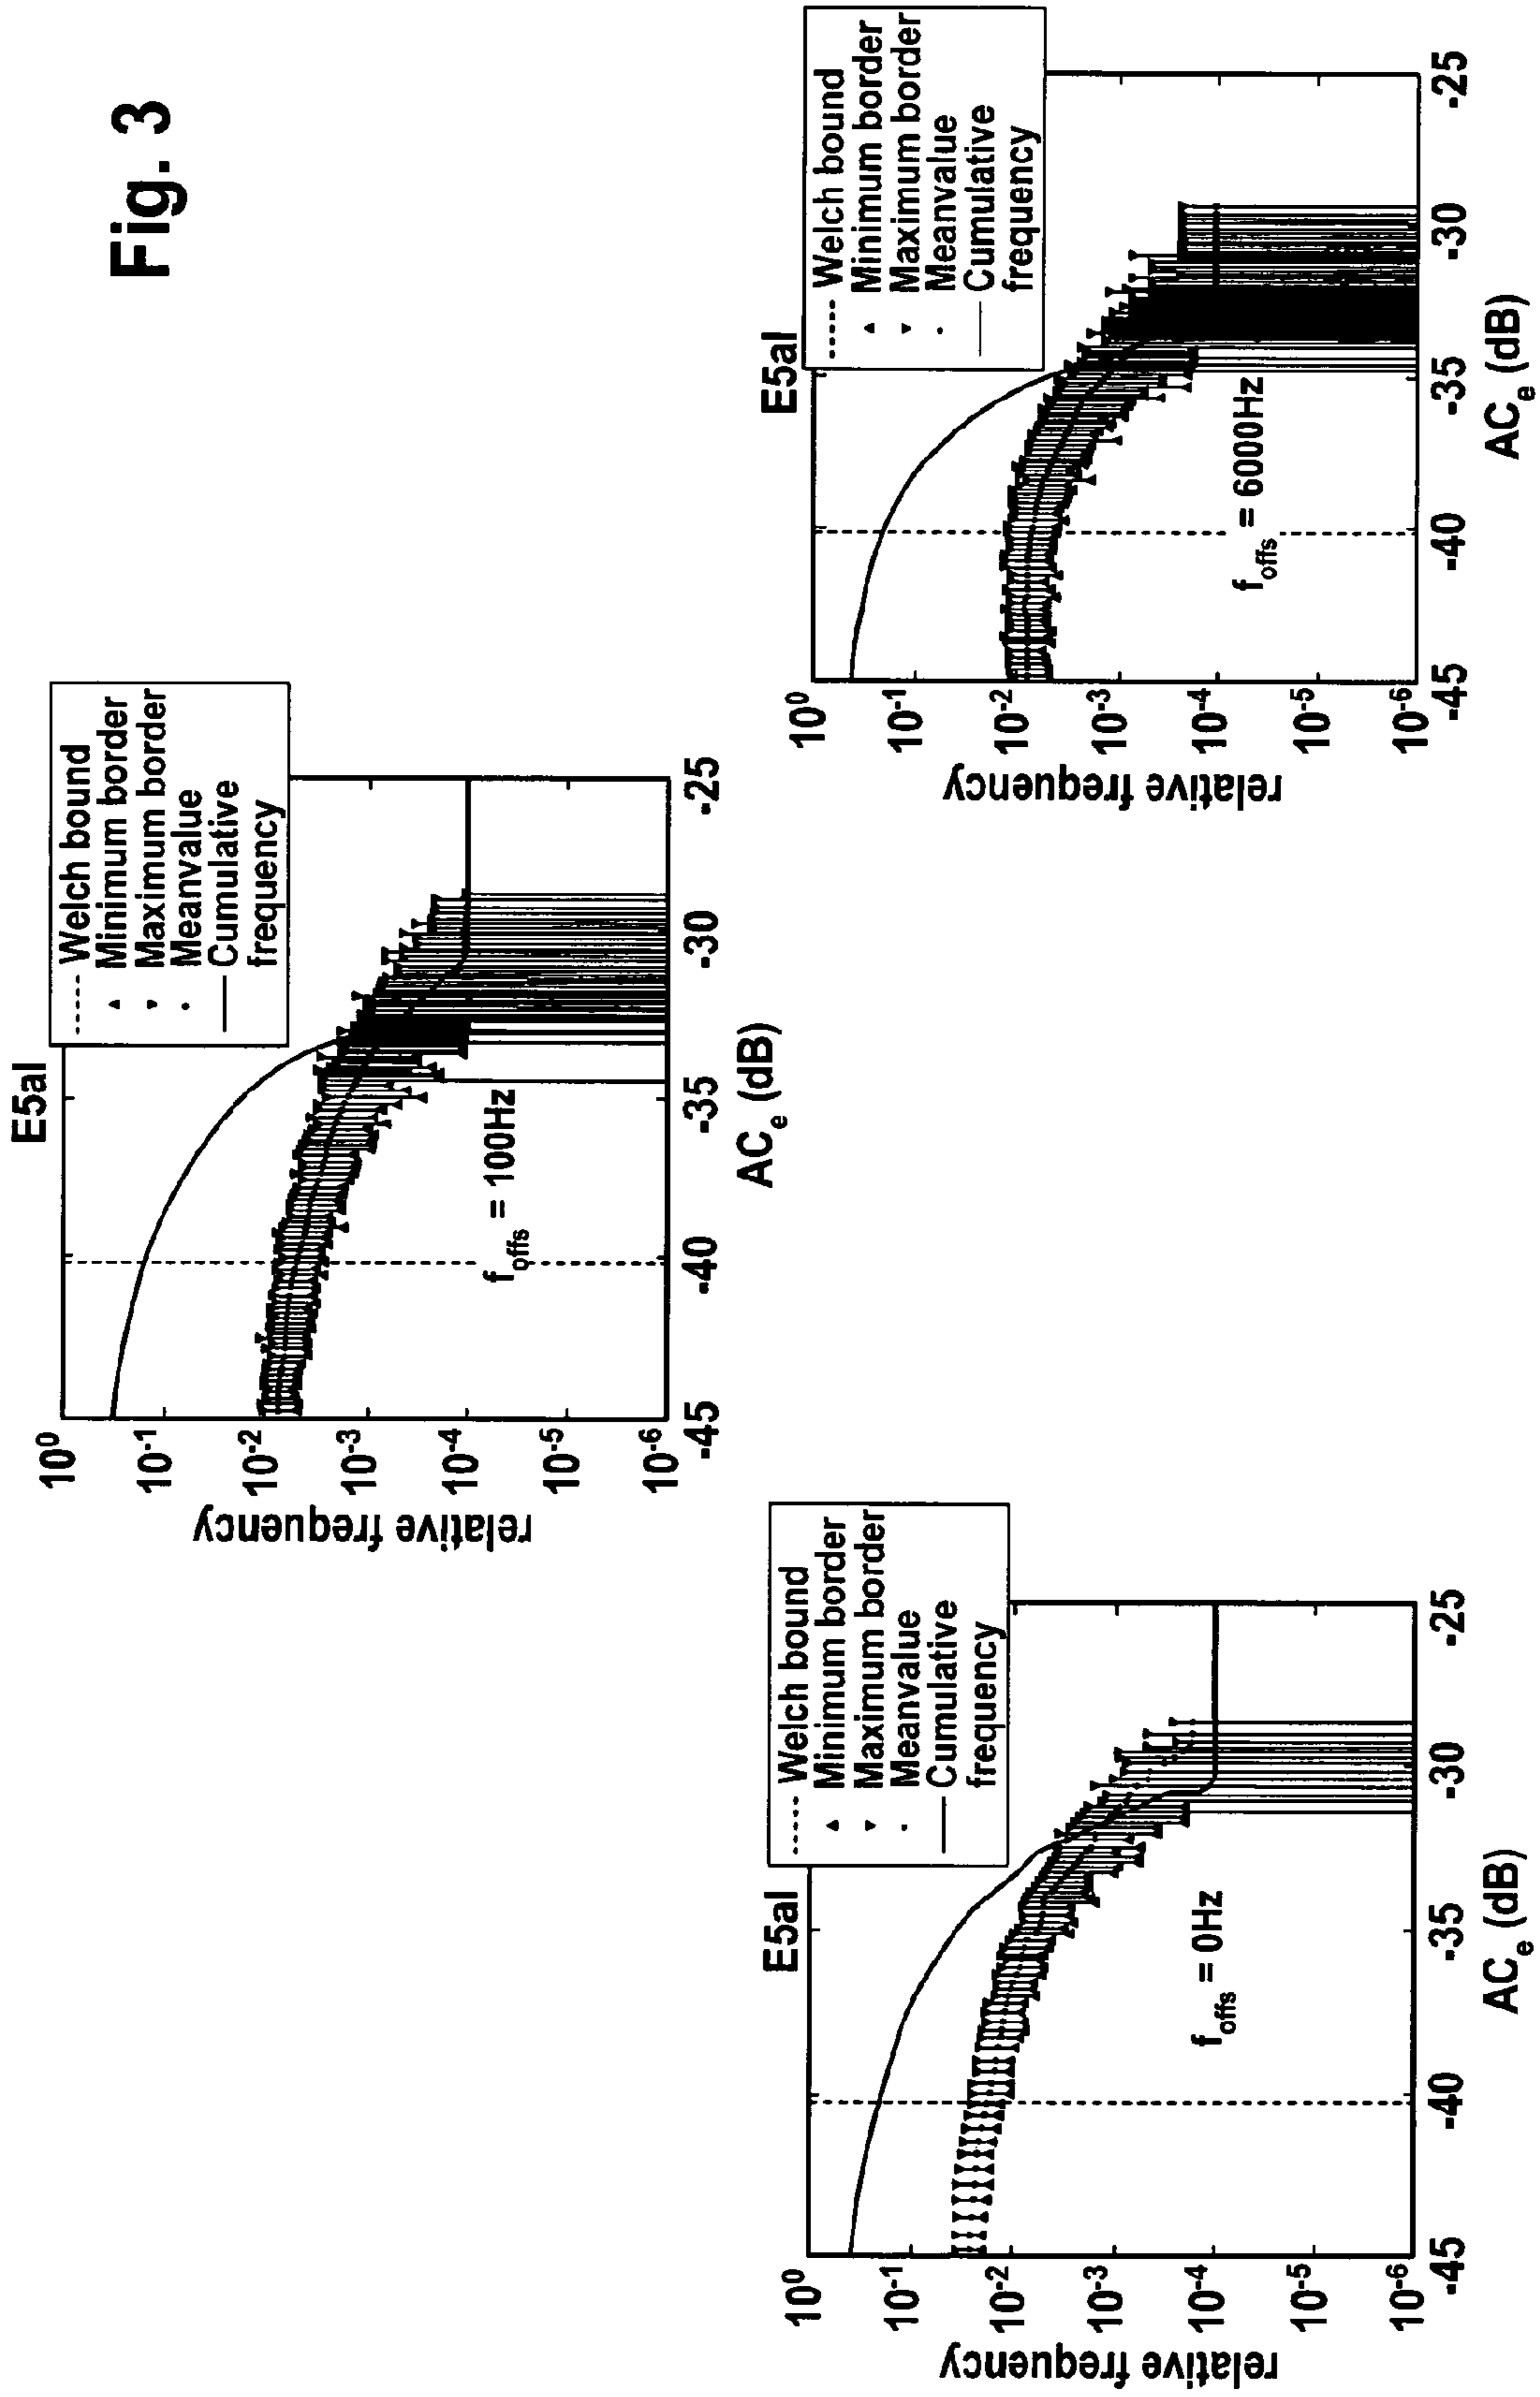 Fig. 3
E5aI
Welch bound
Minimum border
Maximum border
Meanvalue
Cumulative
frequency
relative frequency
10⁰
10⁻¹
10⁻²
10⁻³
10⁻⁴
10⁻⁵
10⁻⁶
f_offs = 0Hz
-45
-40
-35
-30
-25
AC_e (dB)
E5aI
Welch bound
Minimum border
Maximum border
Meanvalue
Cumulative
frequency
relative frequency
10⁰
10⁻¹
10⁻²
10⁻³
10⁻⁴
10⁻⁵
10⁻⁶
f_offs = 100Hz
-45
-40
-35
-30
-25
AC_e (dB)
E5aI
Welch bound
Minimum border
Maximum border
Meanvalue
Cumulative
frequency
relative frequency
10⁰
10⁻¹
10⁻²
10⁻³
10⁻⁴
10⁻⁵
10⁻⁶
f_offs = 6000Hz
-45
-40
-35
-30
-25
AC_e (dB)